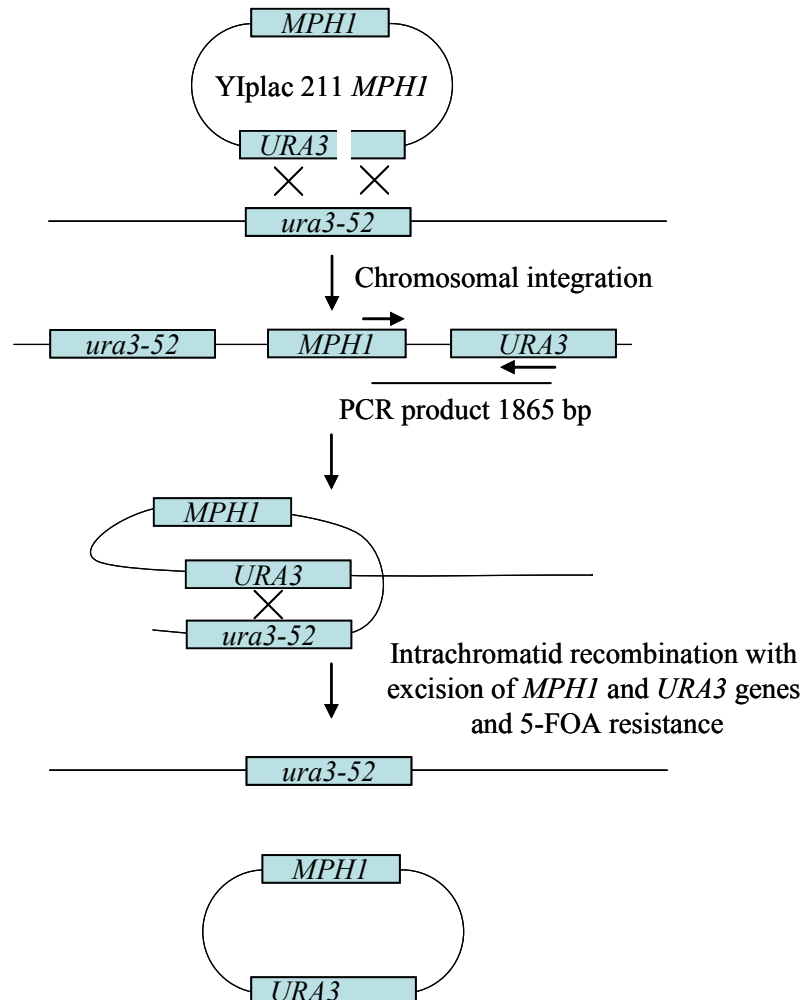 MPH1
YIplac 211 MPH1
URA3
ura3-52
Chromosomal integration
ura3-52 MPH1 URA3
PCR product 1865 bp
MPH1
URA3
ura3-52
Intrachromatid recombination with
excision of MPH1 and URA3 genes
and 5-FOA resistance
ura3-52
MPH1
URA3